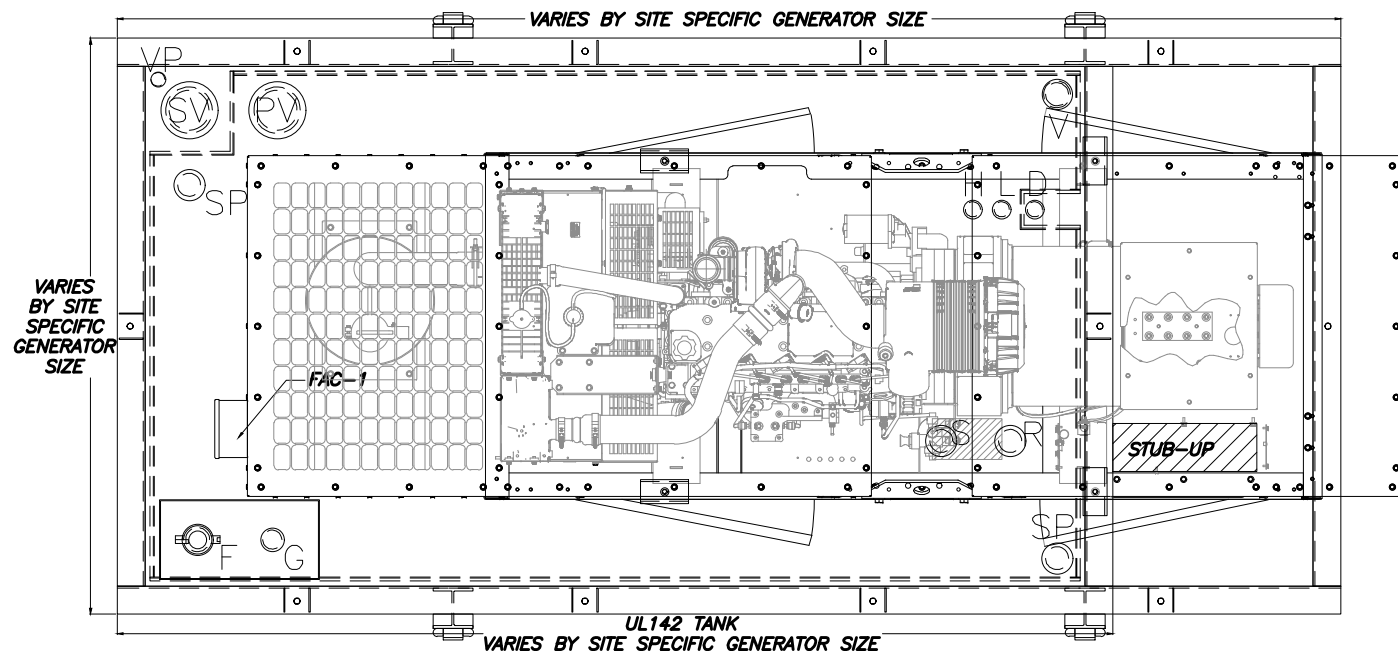 VARIES BY SITE SPECIFIC GENERATOR SIZE
VP
SV
PV
V
SP
H
L
D
VARIES
BY SITE
SPECIFIC
GENERATOR
SIZE
FAC-1
S
R
STUB-UP
SP
F
G
UL142 TANK
VARIES BY SITE SPECIFIC GENERATOR SIZE